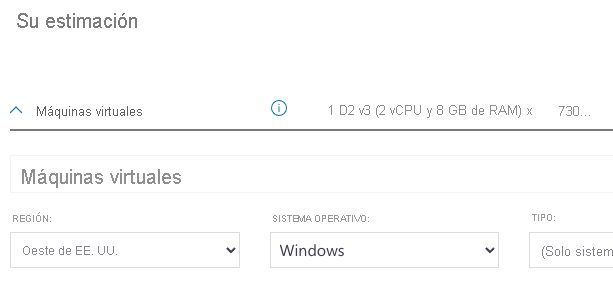 Su estimación
Máquinas virtuales 1 D2 v3 (2 vCPU y 8 GB de RAM) x 730...
Máquinas virtuales
REGIÓN: SISTEMA OPERATIVO: TIPO:
Oeste de EE. UU. Windows (Solo sistem